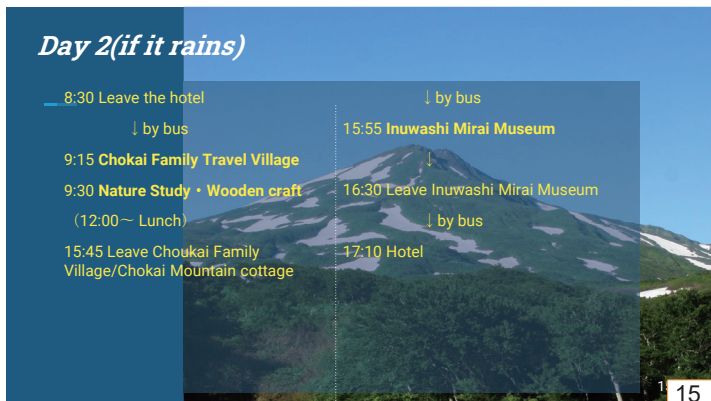 Day 2(if it rains)
8:30 Leave the hotel
↓ by bus
9:15 Chokai Family Travel Village
9:30 Nature Study・Wooden craft
（12:00～ Lunch）
15:45 Leave Choukai Family
Village/Chokai Mountain cottage
↓ by bus
15:55 Inuwashi Mirai Museum
↓
16:30 Leave Inuwashi Mirai Museum
↓ by bus
17:10 Hotel
15